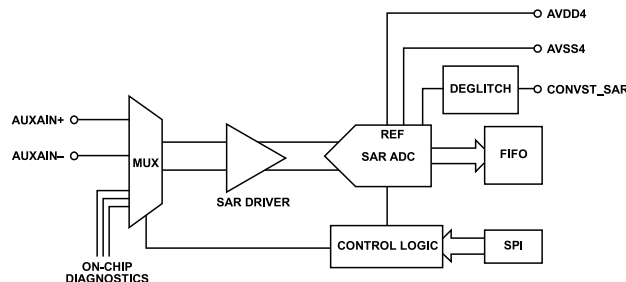 AVDD4
AVSS4
DEGLITCH
CONVST_SAR
AUXAIN+
REF
MUX
SAR ADC
FIFO
AUXAIN–
SAR DRIVER
CONTROL LOGIC
SPI
ON-CHIP
DIAGNOSTICS